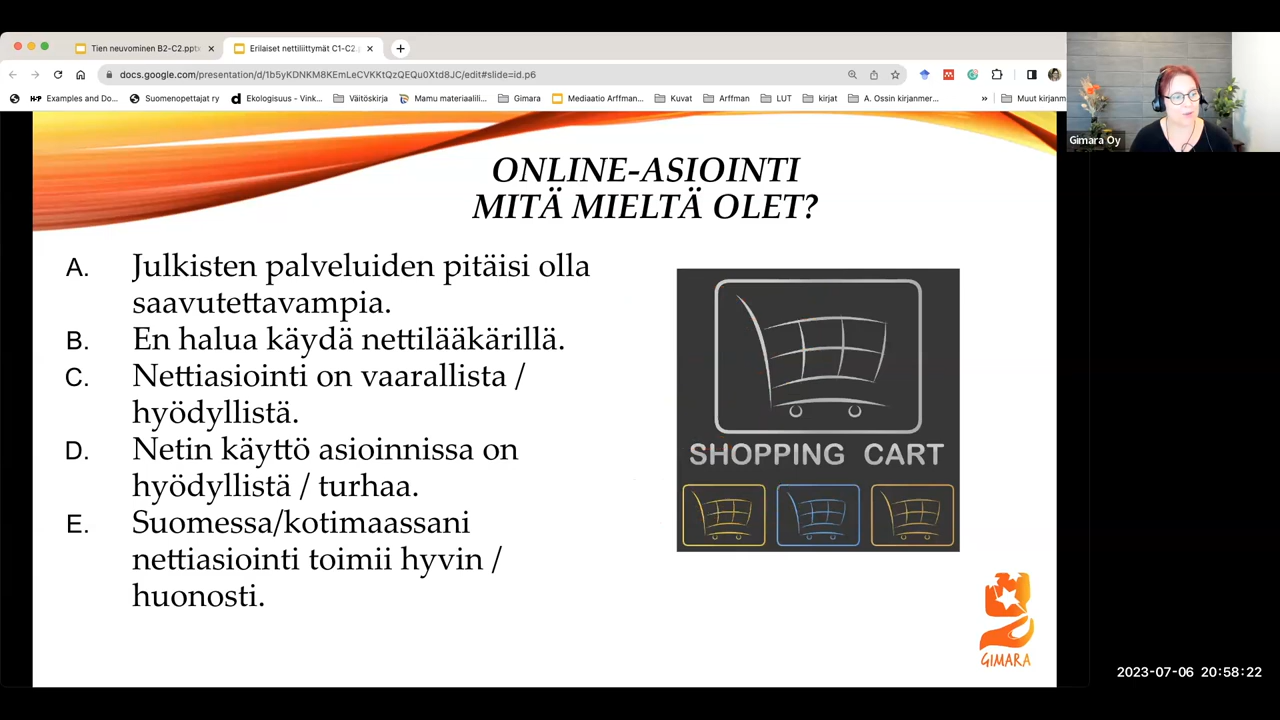 Tien neuvominen B2-C2.pptx
Erilaiset nettiliittymät C1-C2.
docs.google.com/presentation/d/1b5yKDNKM8KEmLeCVKKtQzQEQu0Xtd8JC/edit#slide=id.p6
Examples and Do...
Suomenopettajat ry
Ekologisuus - Vink...
Väitöskirja
Mamu materiaalili...
Gimara
Mediaatio Arffman...
Kuvat
Arffman
LUT
kirjat
A. Ossin kirjanmer...
»
Muut kirjanm
Gimara Oy
ONLINE-ASIOINTI
MITÄ MIELTÄ OLET?
A. Julkisten palveluiden pitäisi olla
saavutettavampia.
B. En halua käydä nettilääkärillä.
C. Nettiasiointi on vaarallista /
hyödyllistä.
D. Netin käyttö asioinnissa on
hyödyllistä / turhaa.
E. Suomessa/kotimaassani
nettiasiointi toimii hyvin /
huonosti.
SHOPPING CART
GIMARA
2023-07-06 20:58:22